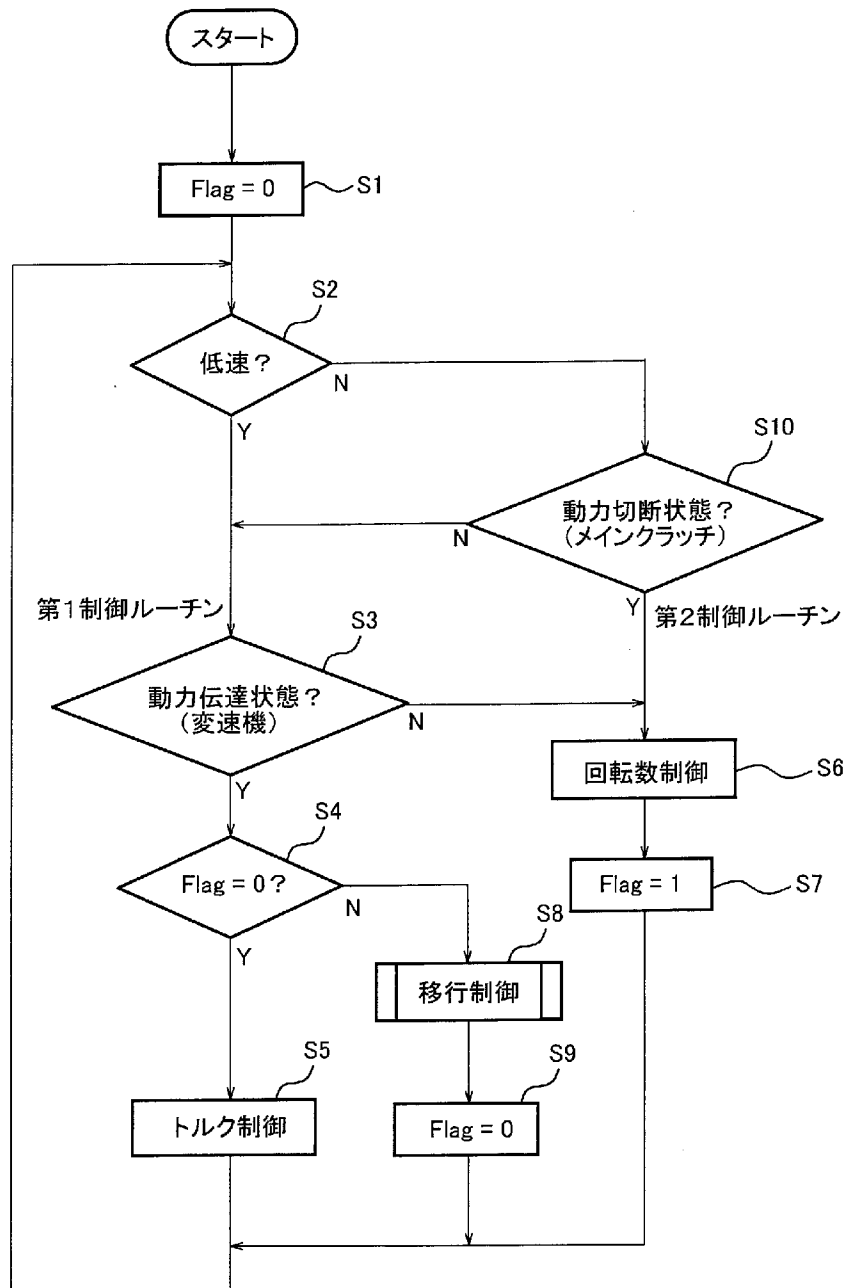 スタート
Flag = 0
S1
S2
低速？
N
Y
S10
動力切断状態？
(メインクラッチ)
N
Y
第1制御ルーチン
第2制御ルーチン
S3
動力伝達状態？
(変速機)
N
Y
回転数制御
S6
S4
Flag = 0？
N
Y
Flag = 1
S7
S8
移行制御
S5
トルク制御
S9
Flag = 0